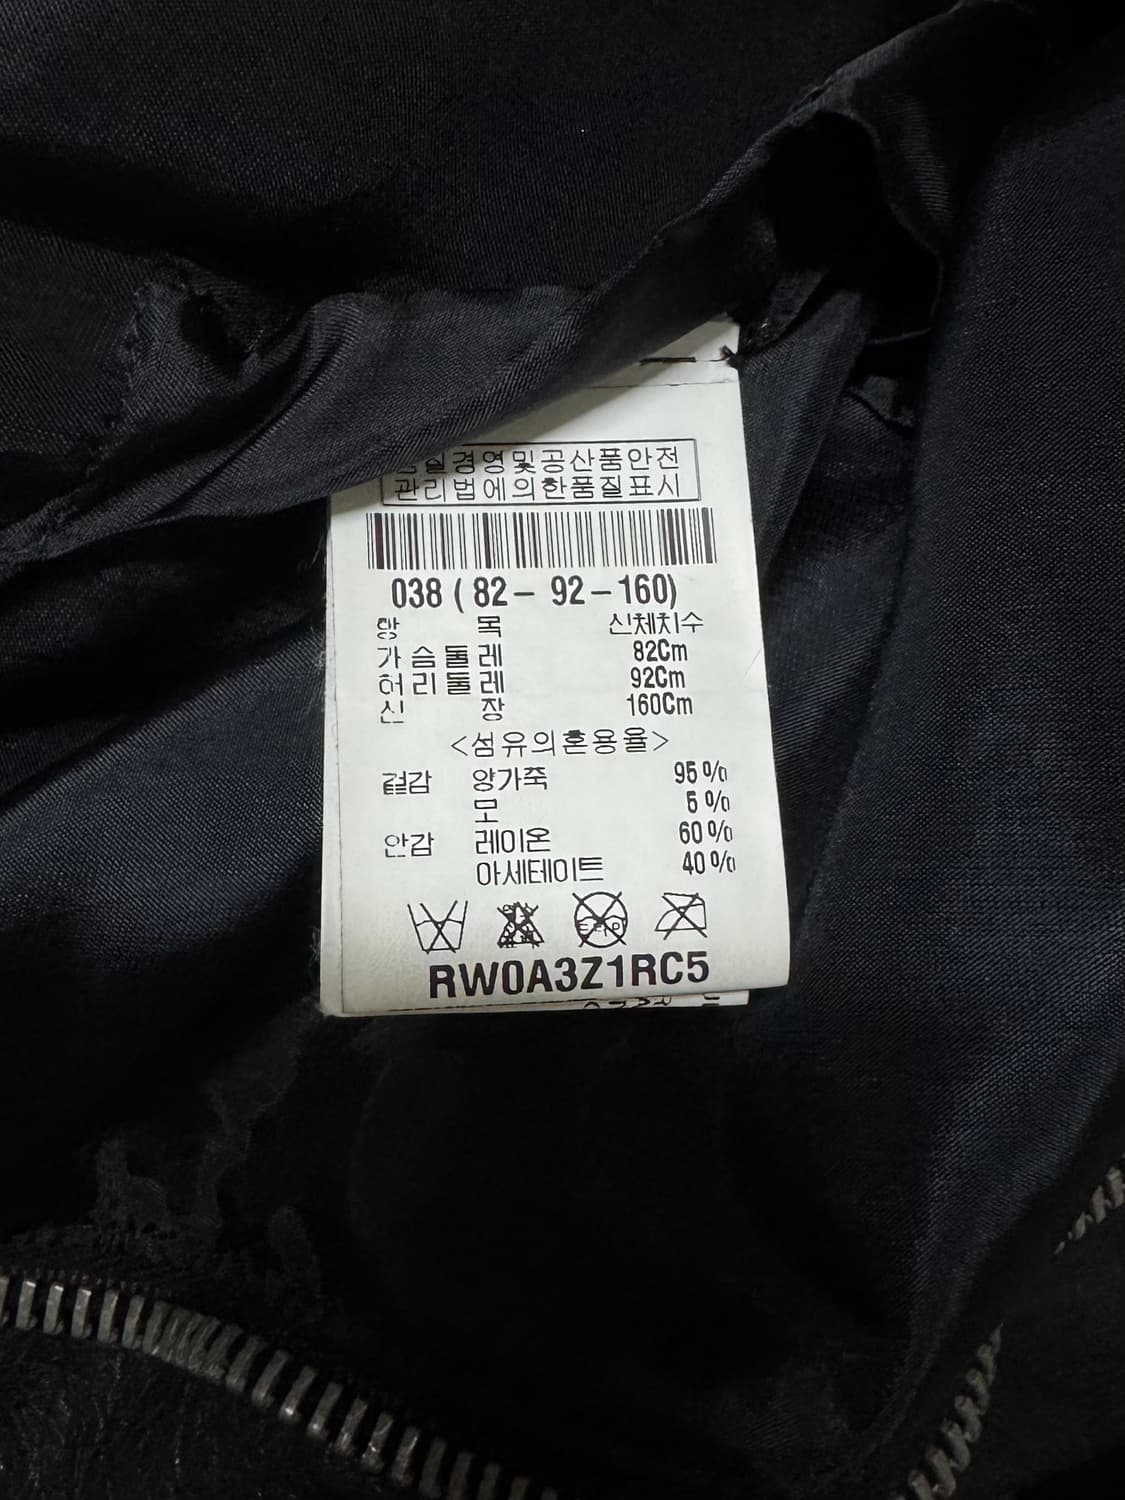 품질경영및공산품안전
관리법에의한품질표시
038 ( 82 - 92 - 160)
항 목 신체치수
가슴둘레 82Cm
허리둘레 92Cm
신 장 160Cm
<섬유의혼용율>
겉감 양가죽 95%
모 5%
안감 레이온 60%
아세테이트 40%
RW0A3Z1RC5